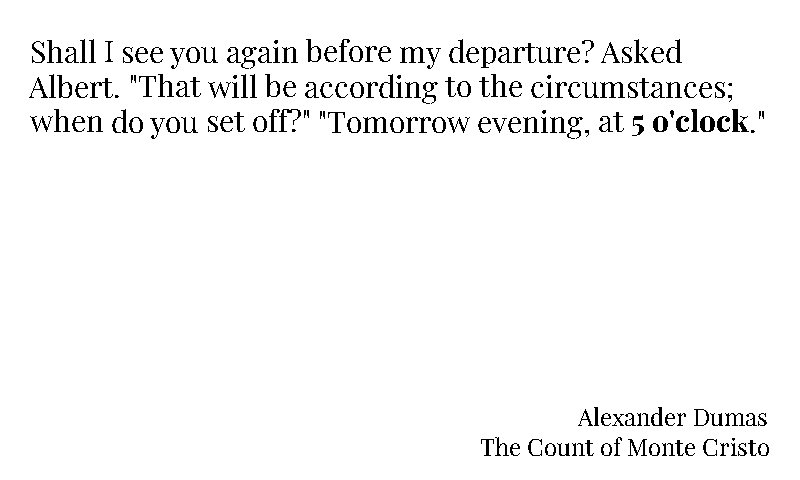 Shall I see you again before my departure? Asked
Albert. "That will be according to the circumstances;
when do you set off?" "Tomorrow evening, at 5 o'clock."
Alexander Dumas
The Count of Monte Cristo